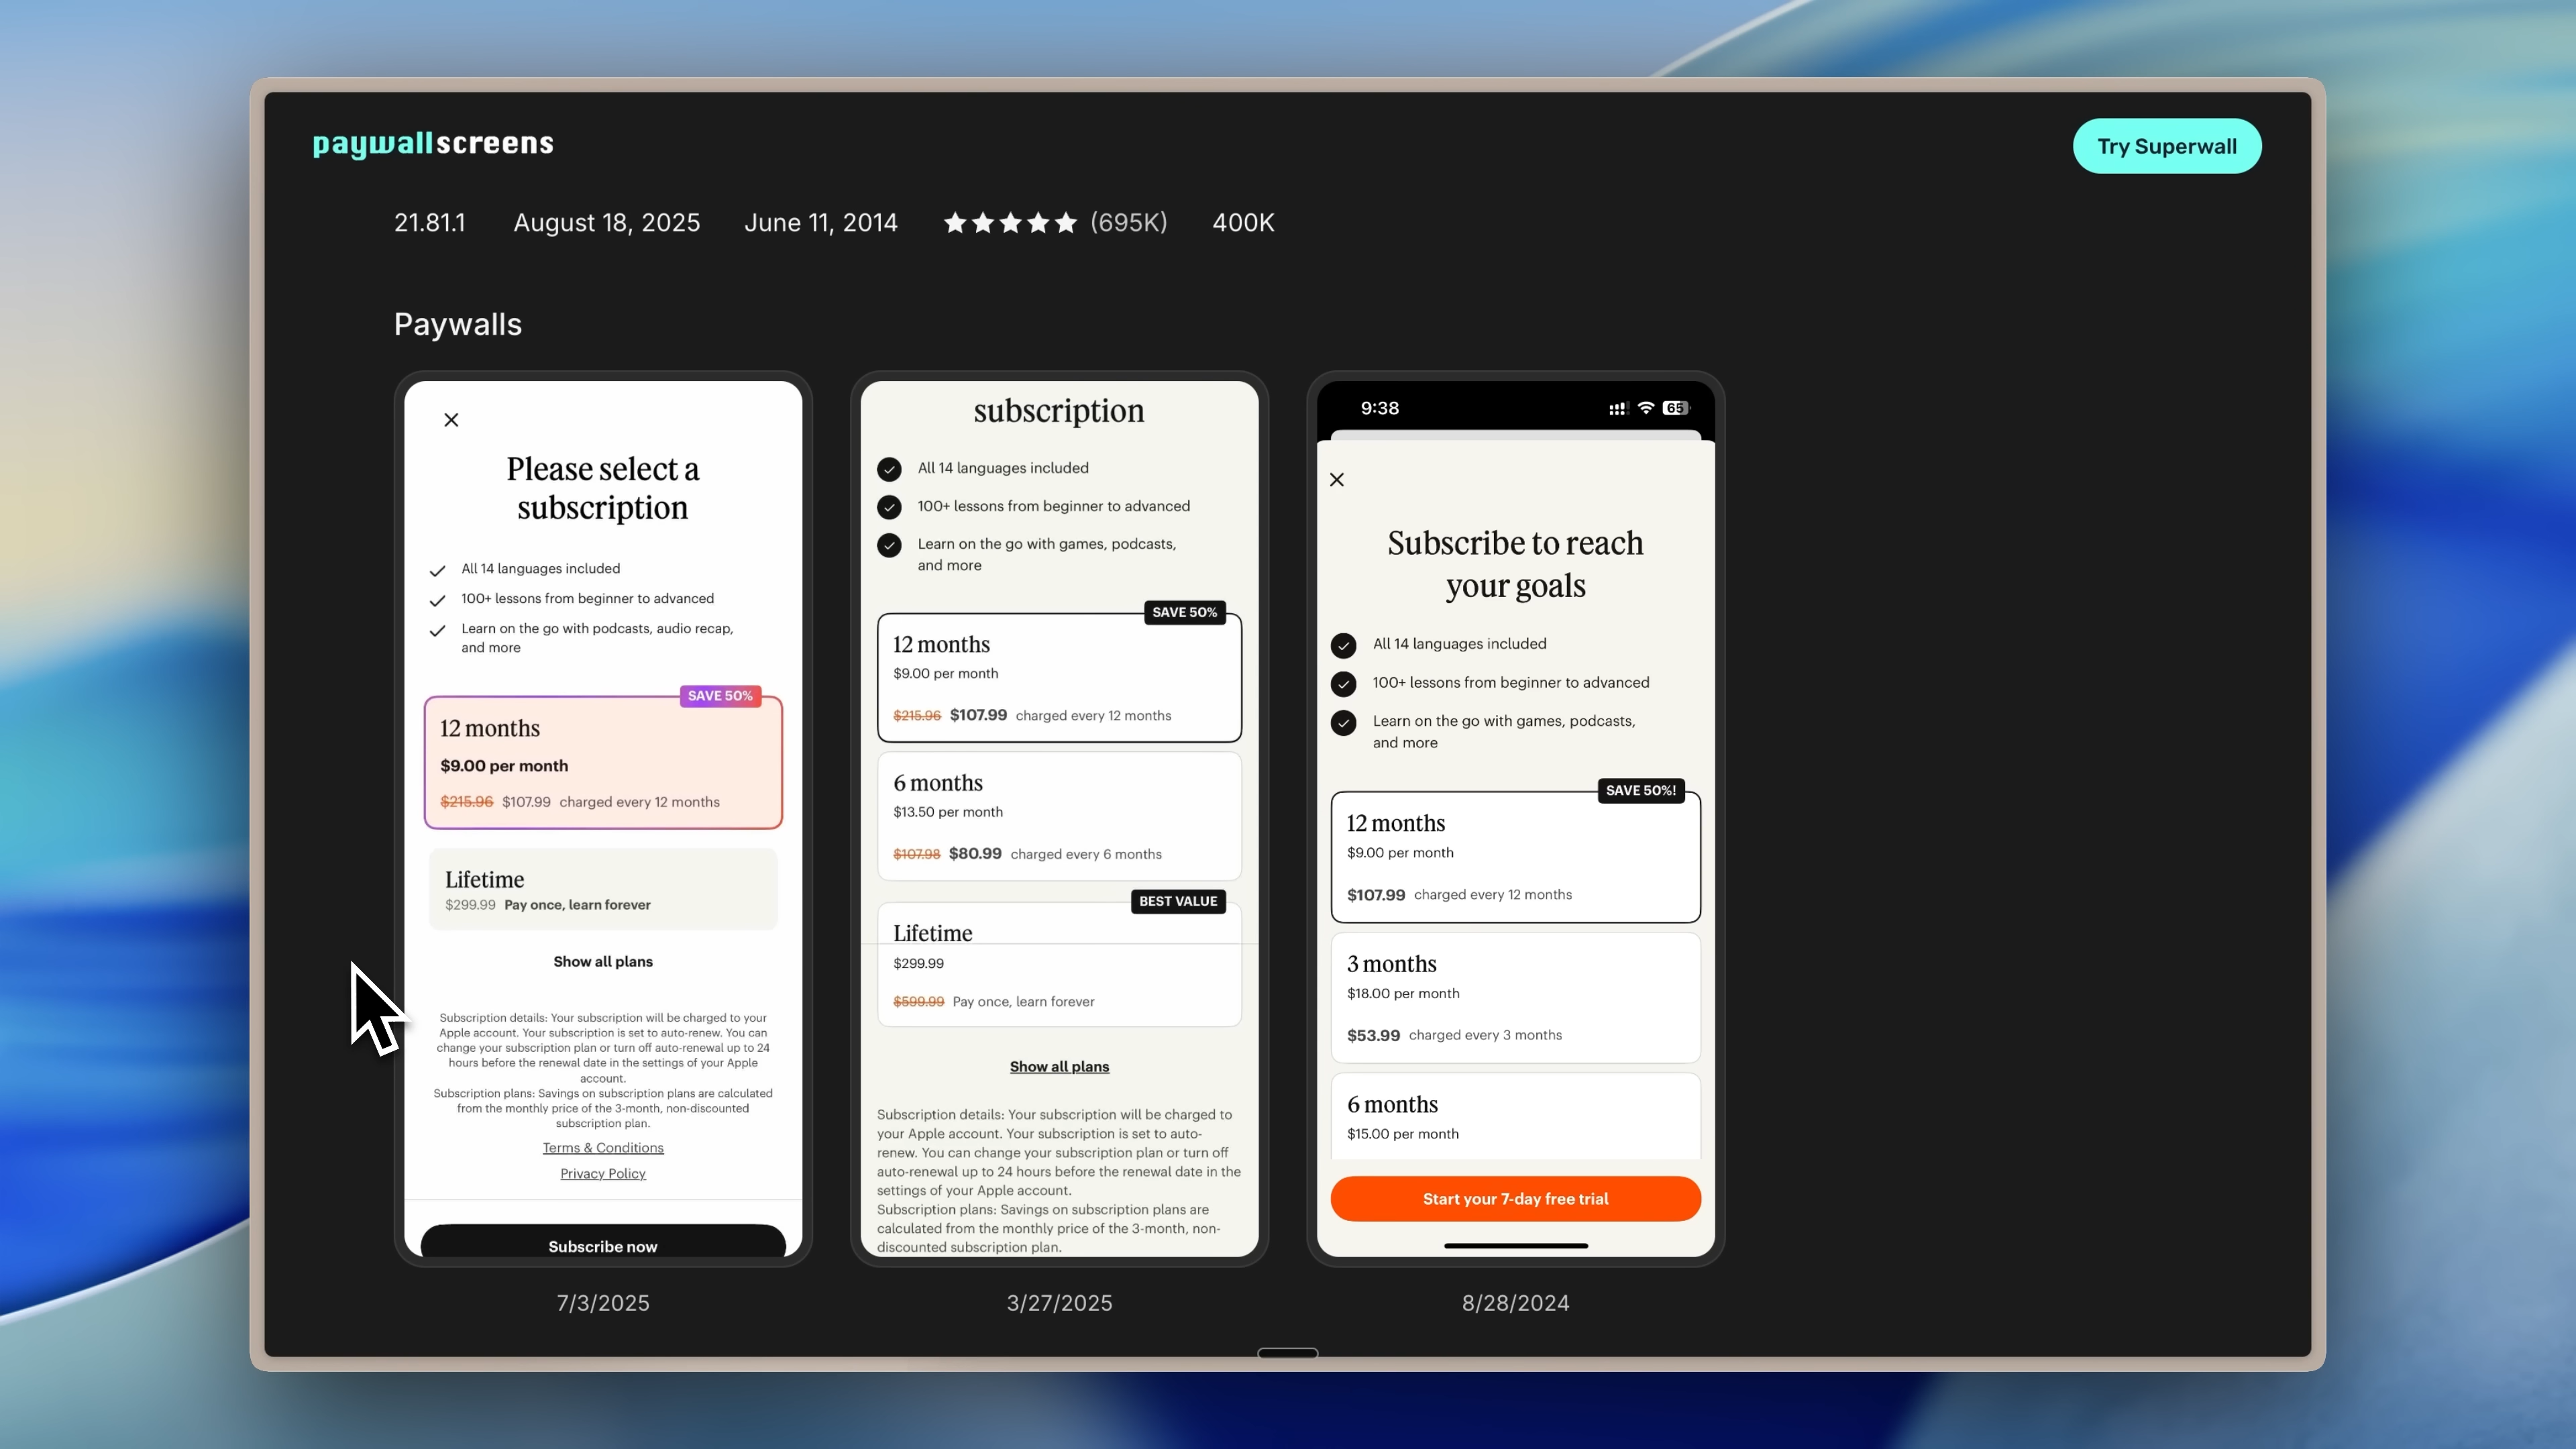 paywallscreens
Try Superwall
21.81.1 August 18, 2025 June 11, 2014 ★★★★★ (695K) 400K
Paywalls
Please select a
subscription
All 14 languages included
100+ lessons from beginner to advanced
Learn on the go with podcasts, audio recap,
and more
SAVE 50%
12 months
$9.00 per month
$215.96 $107.99 charged every 12 months
Lifetime
$299.99 Pay once, learn forever
Show all plans
Subscription details: Your subscription will be charged to your
Apple account. Your subscription is set to auto-renew. You can
change your subscription plan or turn off auto-renewal up to 24
hours before the renewal date in the settings of your Apple
account.
Subscription plans: Savings on subscription plans are calculated
from the monthly price of the 3-month, non-discounted
subscription plan.
Terms & Conditions
Privacy Policy
Subscribe now
7/3/2025
subscription
All 14 languages included
100+ lessons from beginner to advanced
Learn on the go with games, podcasts,
and more
SAVE 50%
12 months
$9.00 per month
$215.96 $107.99 charged every 12 months
6 months
$13.50 per month
$107.98 $80.99 charged every 6 months
BEST VALUE
Lifetime
$299.99
$599.99 Pay once, learn forever
Show all plans
Subscription details: Your subscription will be charged to
your Apple account. Your subscription is set to auto-
renew. You can change your subscription plan or turn off
auto-renewal up to 24 hours before the renewal date in the
settings of your Apple account.
Subscription plans: Savings on subscription plans are
calculated from the monthly price of the 3-month, non-
discounted subscription plan.
3/27/2025
9:38 65
Subscribe to reach
your goals
All 14 languages included
100+ lessons from beginner to advanced
Learn on the go with games, podcasts,
and more
SAVE 50%!
12 months
$9.00 per month
$107.99 charged every 12 months
3 months
$18.00 per month
$53.99 charged every 3 months
6 months
$15.00 per month
Start your 7-day free trial
8/28/2024